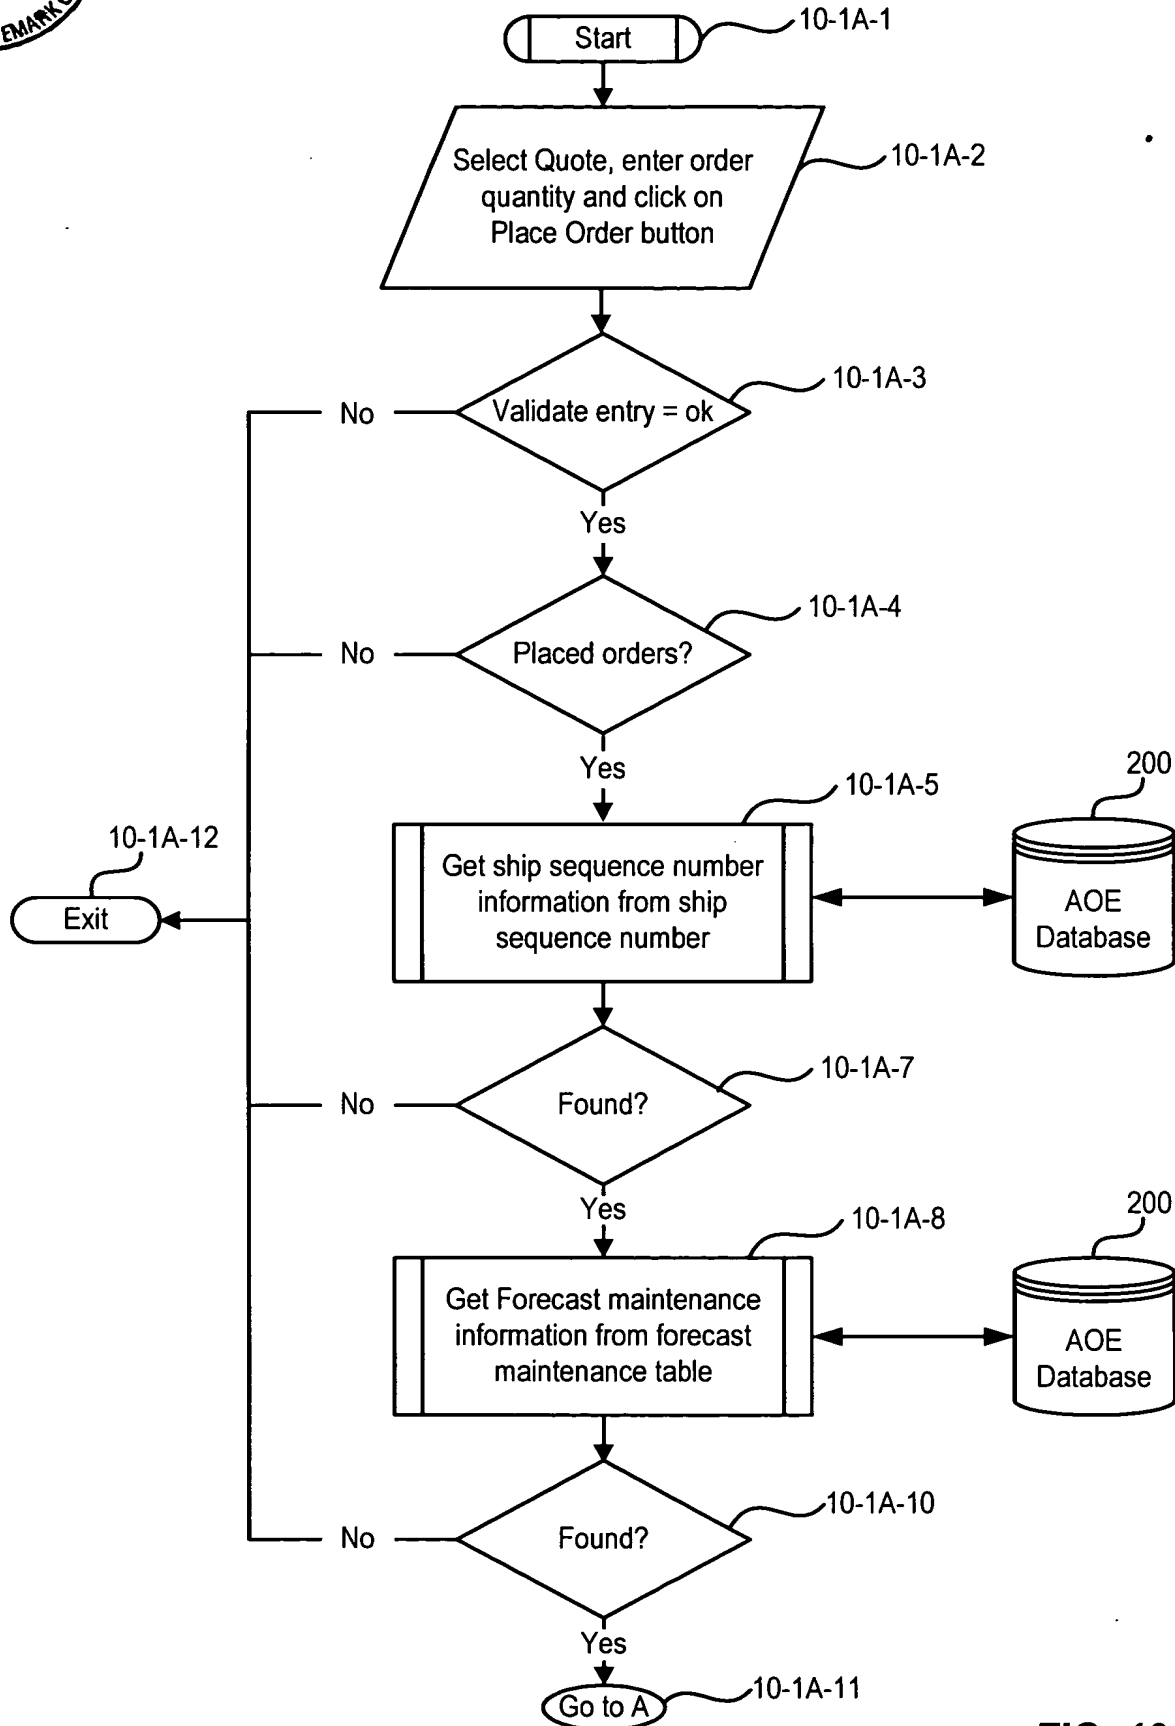 EMARK
Start
10-1A-1
Select Quote, enter order
quantity and click on
Place Order button
10-1A-2
Validate entry = ok
10-1A-3
No
Yes
Placed orders?
10-1A-4
No
Yes
Get ship sequence number
information from ship
sequence number
10-1A-5
200
AOE
Database
10-1A-12
Exit
Found?
10-1A-7
No
Yes
Get Forecast maintenance
information from forecast
maintenance table
10-1A-8
200
AOE
Database
Found?
10-1A-10
No
Yes
Go to A
10-1A-11